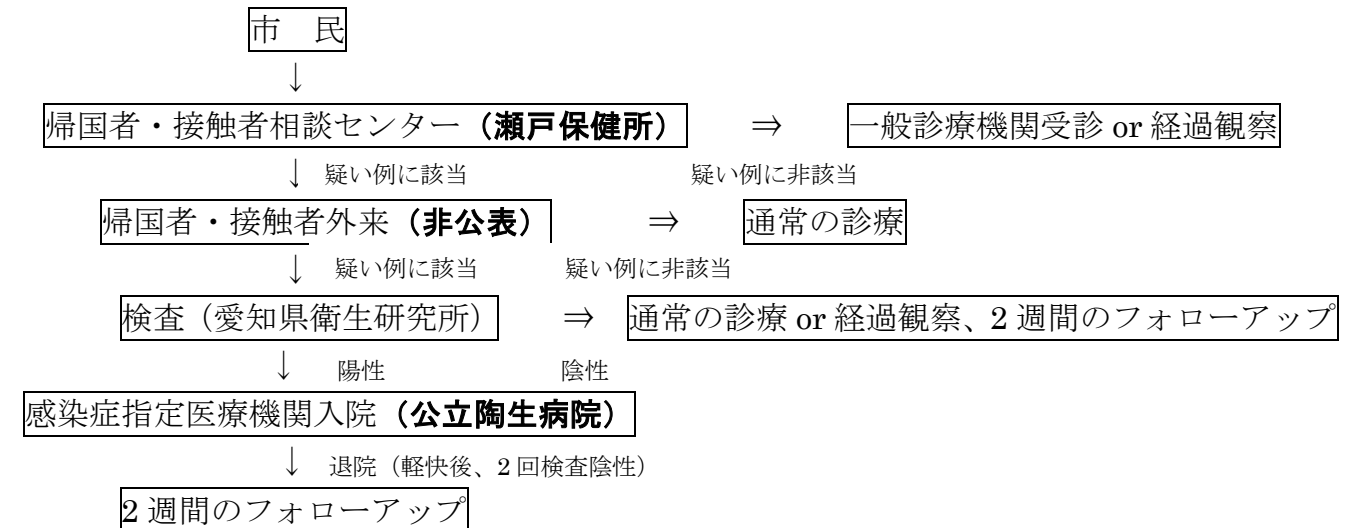 市　民
↓
帰国者・接触者相談センター（瀬戸保健所） ⇒ 一般診療機関受診 or 経過観察
↓ 疑い例に該当 疑い例に非該当
帰国者・接触者外来（非公表） ⇒ 通常の診療
↓ 疑い例に該当 疑い例に非該当
検査（愛知県衛生研究所） ⇒ 通常の診療 or 経過観察、2 週間のフォローアップ
↓ 陽性 陰性
感染症指定医療機関入院（公立陶生病院）
↓ 退院（軽快後、2 回検査陰性）
2 週間のフォローアップ